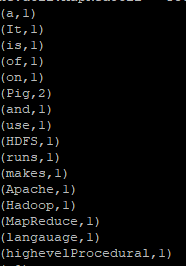 (a,1)
(It,1)
(is,1)
(of,1)
(on,1)
(Pig,2)
(and,1)
(use,1)
(HDFS,1)
(runs,1)
(makes,1)
(Apache,1)
(Hadoop,1)
(MapReduce,1)
(langauage,1)
(highevelProcedural,1)